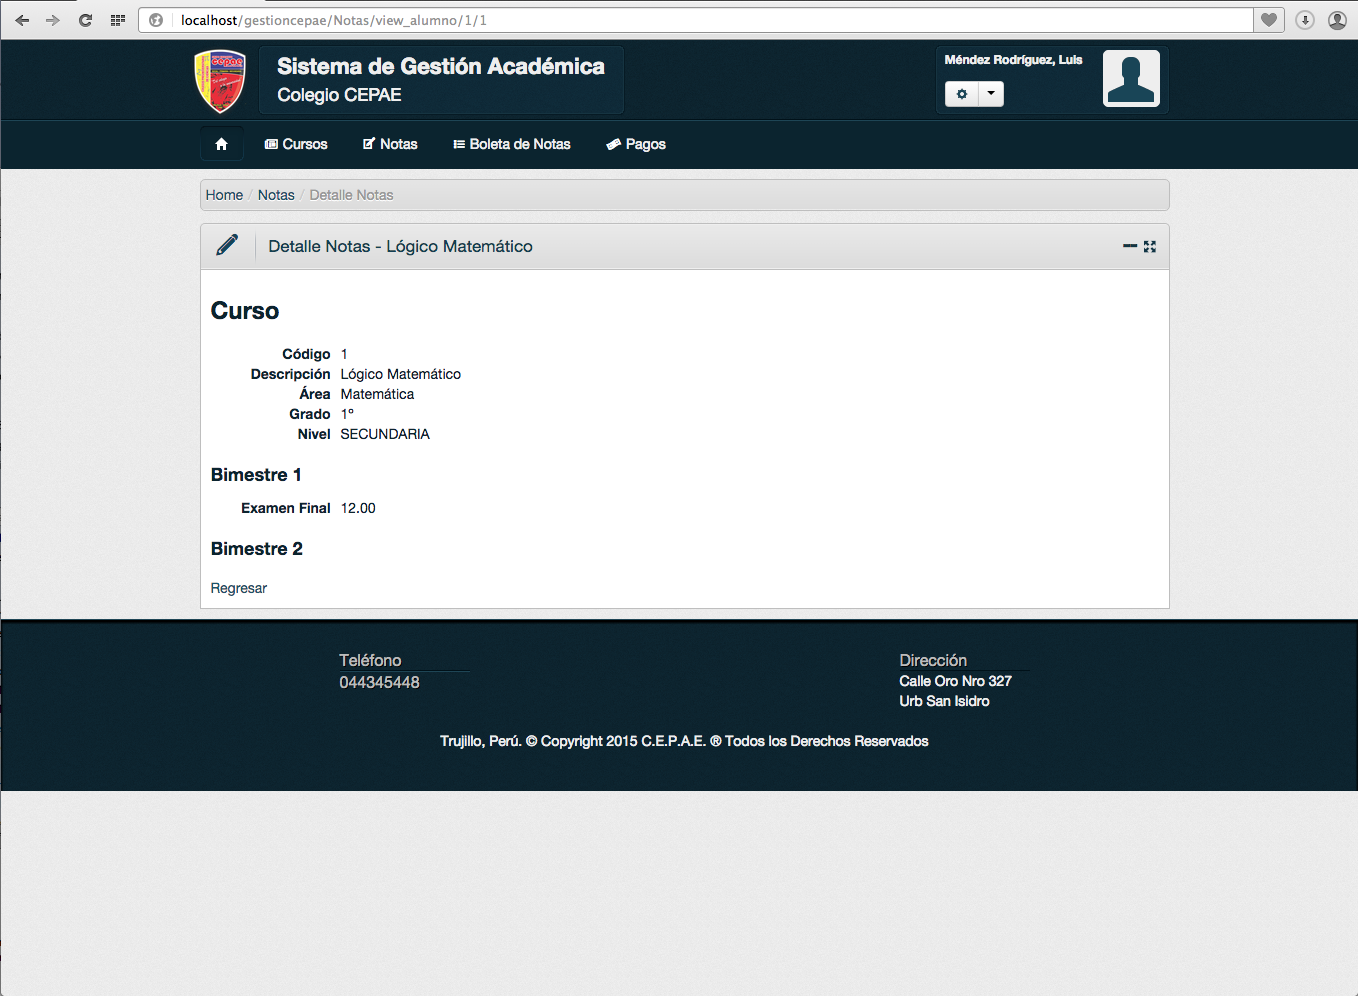 localhost/gestioncepae/Notas/view_alumno/1/1
cepae
Sistema de Gestión Académica
Colegio CEPAE
Méndez Rodríguez, Luis
Cursos
Notas
Boleta de Notas
Pagos
Home / Notas / Detalle Notas
Detalle Notas - Lógico Matemático
Curso
Código 1
Descripción Lógico Matemático
Área Matemática
Grado 1º
Nivel SECUNDARIA
Bimestre 1
Examen Final 12.00
Bimestre 2
Regresar
Teléfono
044345448
Dirección
Calle Oro Nro 327
Urb San Isidro
Trujillo, Perú. © Copyright 2015 C.E.P.A.E. ® Todos los Derechos Reservados